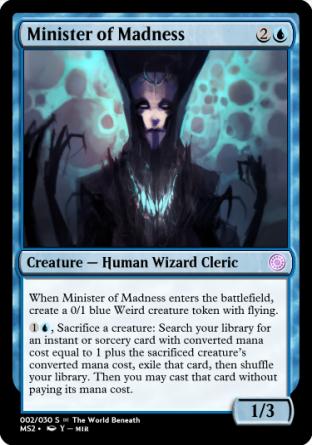 Minister of Madness 2
Creature — Human Wizard Cleric
When Minister of Madness enters the battlefield,
create a 0/1 blue Weird creature token with flying.
1, Sacrifice a creature: Search your library for
an instant or sorcery card with converted mana
cost equal to 1 plus the sacrificed creature's
converted mana cost, exile that card, then shuffle
your library. Then you may cast that card without
paying its mana cost.
1/3
002/030 S ∞ The World Beneath
MS2 • Y — MIR